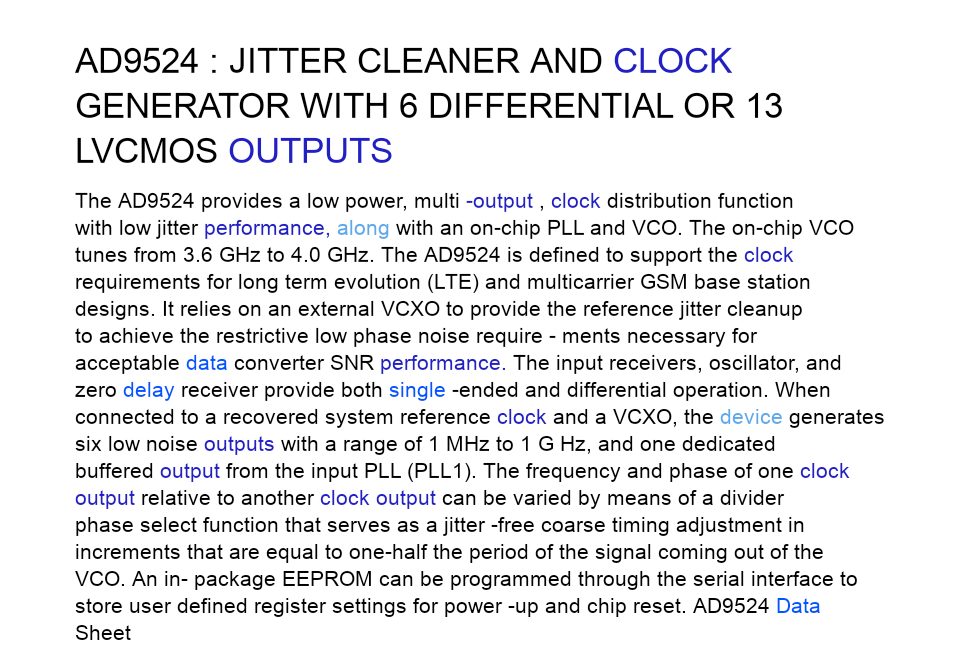 AD9524 : JITTER CLEANER AND CLOCK
GENERATOR WITH 6 DIFFERENTIAL OR 13
LVCMOS OUTPUTS
The AD9524 provides a low power, multi -output , clock distribution function
with low jitter performance, along with an on-chip PLL and VCO. The on-chip VCO
tunes from 3.6 GHz to 4.0 GHz. The AD9524 is defined to support the clock
requirements for long term evolution (LTE) and multicarrier GSM base station
designs. It relies on an external VCXO to provide the reference jitter cleanup
to achieve the restrictive low phase noise require - ments necessary for
acceptable data converter SNR performance. The input receivers, oscillator, and
zero delay receiver provide both single -ended and differential operation. When
connected to a recovered system reference clock and a VCXO, the device generates
six low noise outputs with a range of 1 MHz to 1 G Hz, and one dedicated
buffered output from the input PLL (PLL1). The frequency and phase of one clock
output relative to another clock output can be varied by means of a divider
phase select function that serves as a jitter -free coarse timing adjustment in
increments that are equal to one-half the period of the signal coming out of the
VCO. An in- package EEPROM can be programmed through the serial interface to
store user defined register settings for power -up and chip reset. AD9524 Data
Sheet